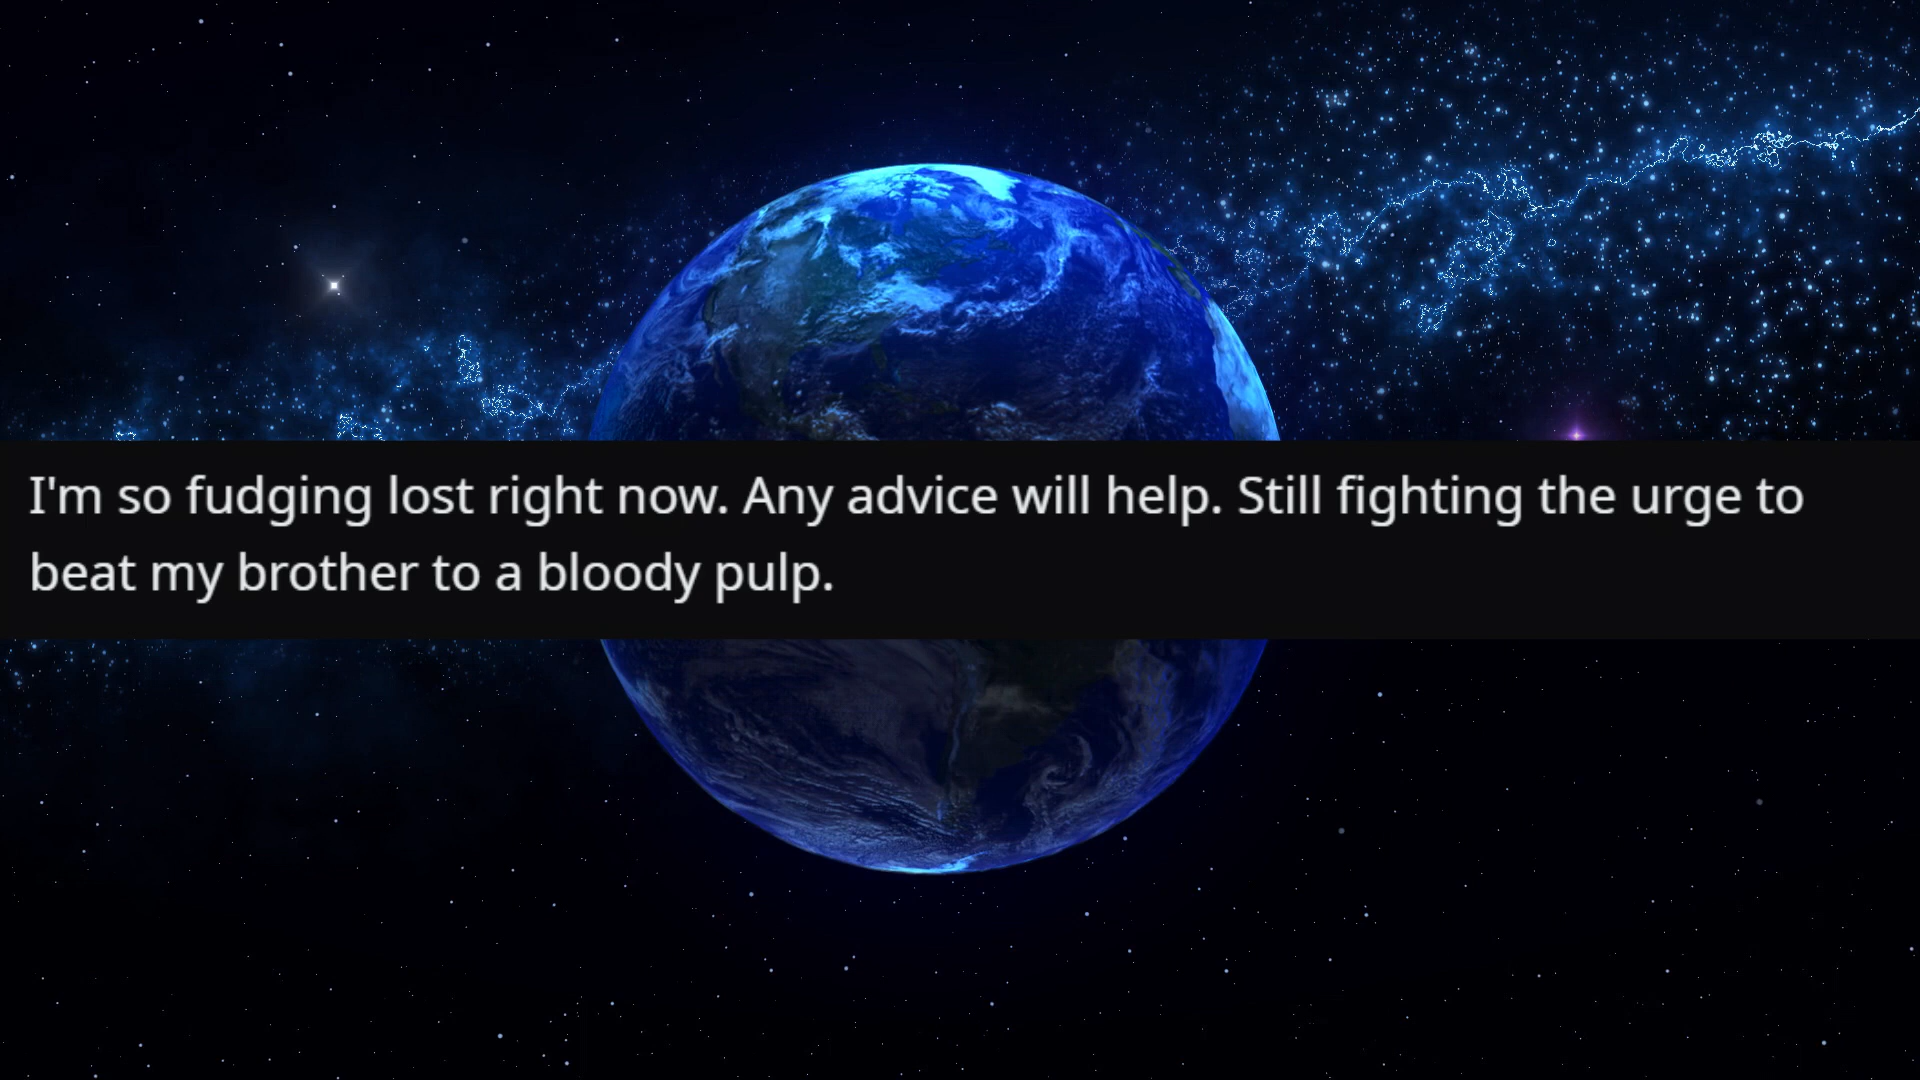 I'm so fudging lost right now. Any advice will help. Still fighting the urge to
beat my brother to a bloody pulp.